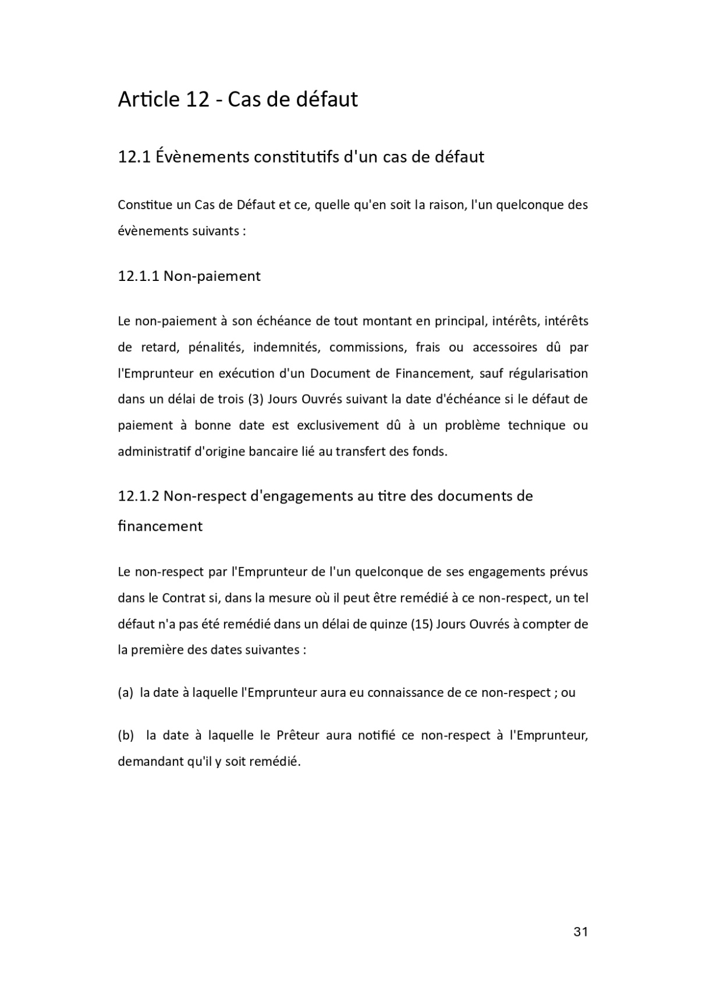 Article 12 - Cas de défaut
12.1 Évènements constitutifs d'un cas de défaut
Constitue un Cas de Défaut et ce, quelle qu'en soit la raison, l'un quelconque des
évènements suivants :
12.1.1 Non-paiement
Le non-paiement à son échéance de tout montant en principal, intérêts, intérêts
de retard, pénalités, indemnités, commissions, frais ou accessoires dû par
l'Emprunteur en exécution d'un Document de Financement, sauf régularisation
dans un délai de trois (3) Jours Ouvrés suivant la date d'échéance si le défaut de
paiement à bonne date est exclusivement dû à un problème technique ou
administratif d'origine bancaire lié au transfert des fonds.
12.1.2 Non-respect d'engagements au titre des documents de
financement
Le non-respect par l'Emprunteur de l'un quelconque de ses engagements prévus
dans le Contrat si, dans la mesure où il peut être remédié à ce non-respect, un tel
défaut n'a pas été remédié dans un délai de quinze (15) Jours Ouvrés à compter de
la première des dates suivantes :
(a) la date à laquelle l'Emprunteur aura eu connaissance de ce non-respect ; ou
(b) la date à laquelle le Prêteur aura notifié ce non-respect à l'Emprunteur,
demandant qu'il y soit remédié.
31